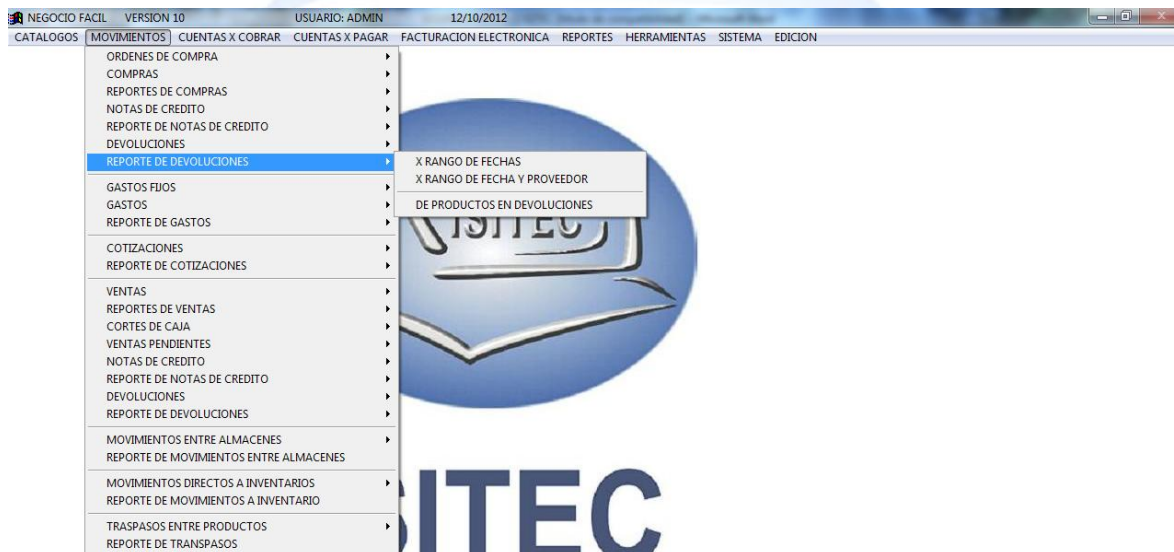 NEGOCIO FACIL VERSION 10 USUARIO: ADMIN 12/10/2012
CATALOGOS MOVIMIENTOS CUENTAS X COBRAR CUENTAS X PAGAR FACTURACION ELECTRONICA REPORTES HERRAMIENTAS SISTEMA EDICION
ORDENES DE COMPRA
COMPRAS
REPORTES DE COMPRAS
NOTAS DE CREDITO
REPORTE DE NOTAS DE CREDITO
DEVOLUCIONES
REPORTE DE DEVOLUCIONES
X RANGO DE FECHAS
X RANGO DE FECHA Y PROVEEDOR
DE PRODUCTOS EN DEVOLUCIONES
GASTOS FIJOS
GASTOS
REPORTE DE GASTOS
COTIZACIONES
REPORTE DE COTIZACIONES
VENTAS
REPORTES DE VENTAS
CORTES DE CAJA
VENTAS PENDIENTES
NOTAS DE CREDITO
REPORTE DE NOTAS DE CREDITO
DEVOLUCIONES
REPORTE DE DEVOLUCIONES
MOVIMIENTOS ENTRE ALMACENES
REPORTE DE MOVIMIENTOS ENTRE ALMACENES
MOVIMIENTOS DIRECTOS A INVENTARIOS
REPORTE DE MOVIMIENTOS A INVENTARIO
TRASPASOS ENTRE PRODUCTOS
REPORTE DE TRANSPASOS
ISITEC
SITEC